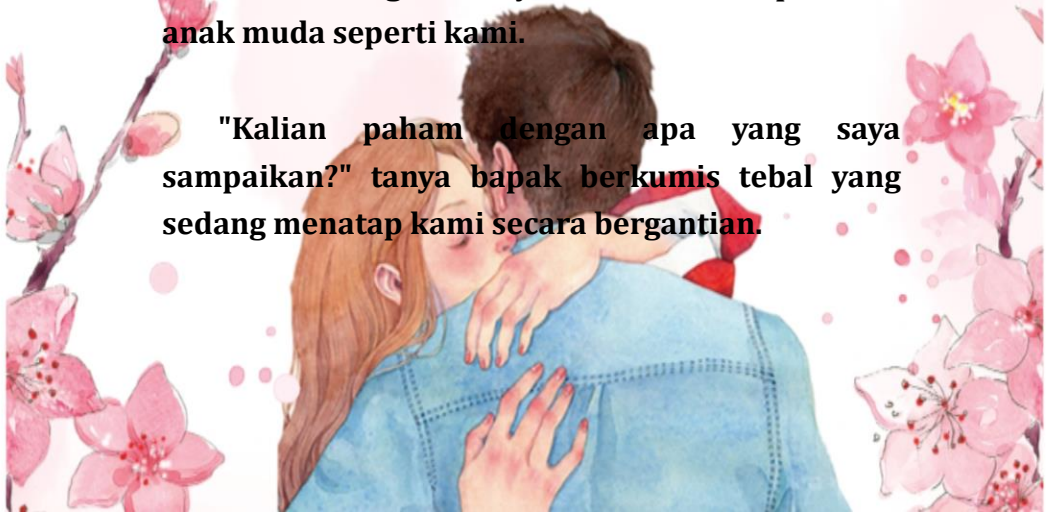 anak muda seperti kami.
"Kalian paham dengan apa yang saya
sampaikan?" tanya bapak berkumis tebal yang
sedang menatap kami secara bergantian.